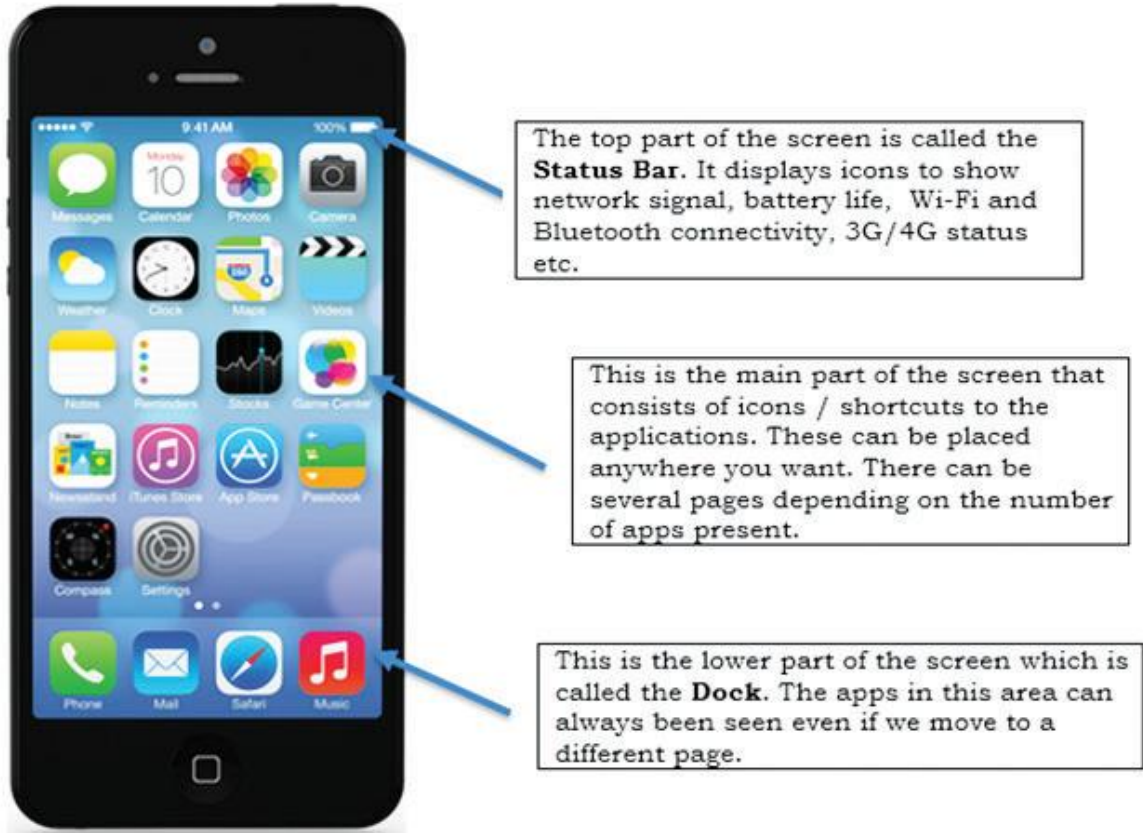 9:41 AM
100%
Monday
10
Messages
Calendar
Photos
Camera
Weather
Clock
Maps
Videos
Notes
Reminders
Stocks
Game Center
Newsstand
iTunes Store
App Store
Passbook
Compass
Settings
Phone
Mail
Safari
Music
The top part of the screen is called the
Status Bar. It displays icons to show
network signal, battery life, Wi-Fi and
Bluetooth connectivity, 3G/4G status
etc.
This is the main part of the screen that
consists of icons / shortcuts to the
applications. These can be placed
anywhere you want. There can be
several pages depending on the number
of apps present.
This is the lower part of the screen which is
called the Dock. The apps in this area can
always been seen even if we move to a
different page.